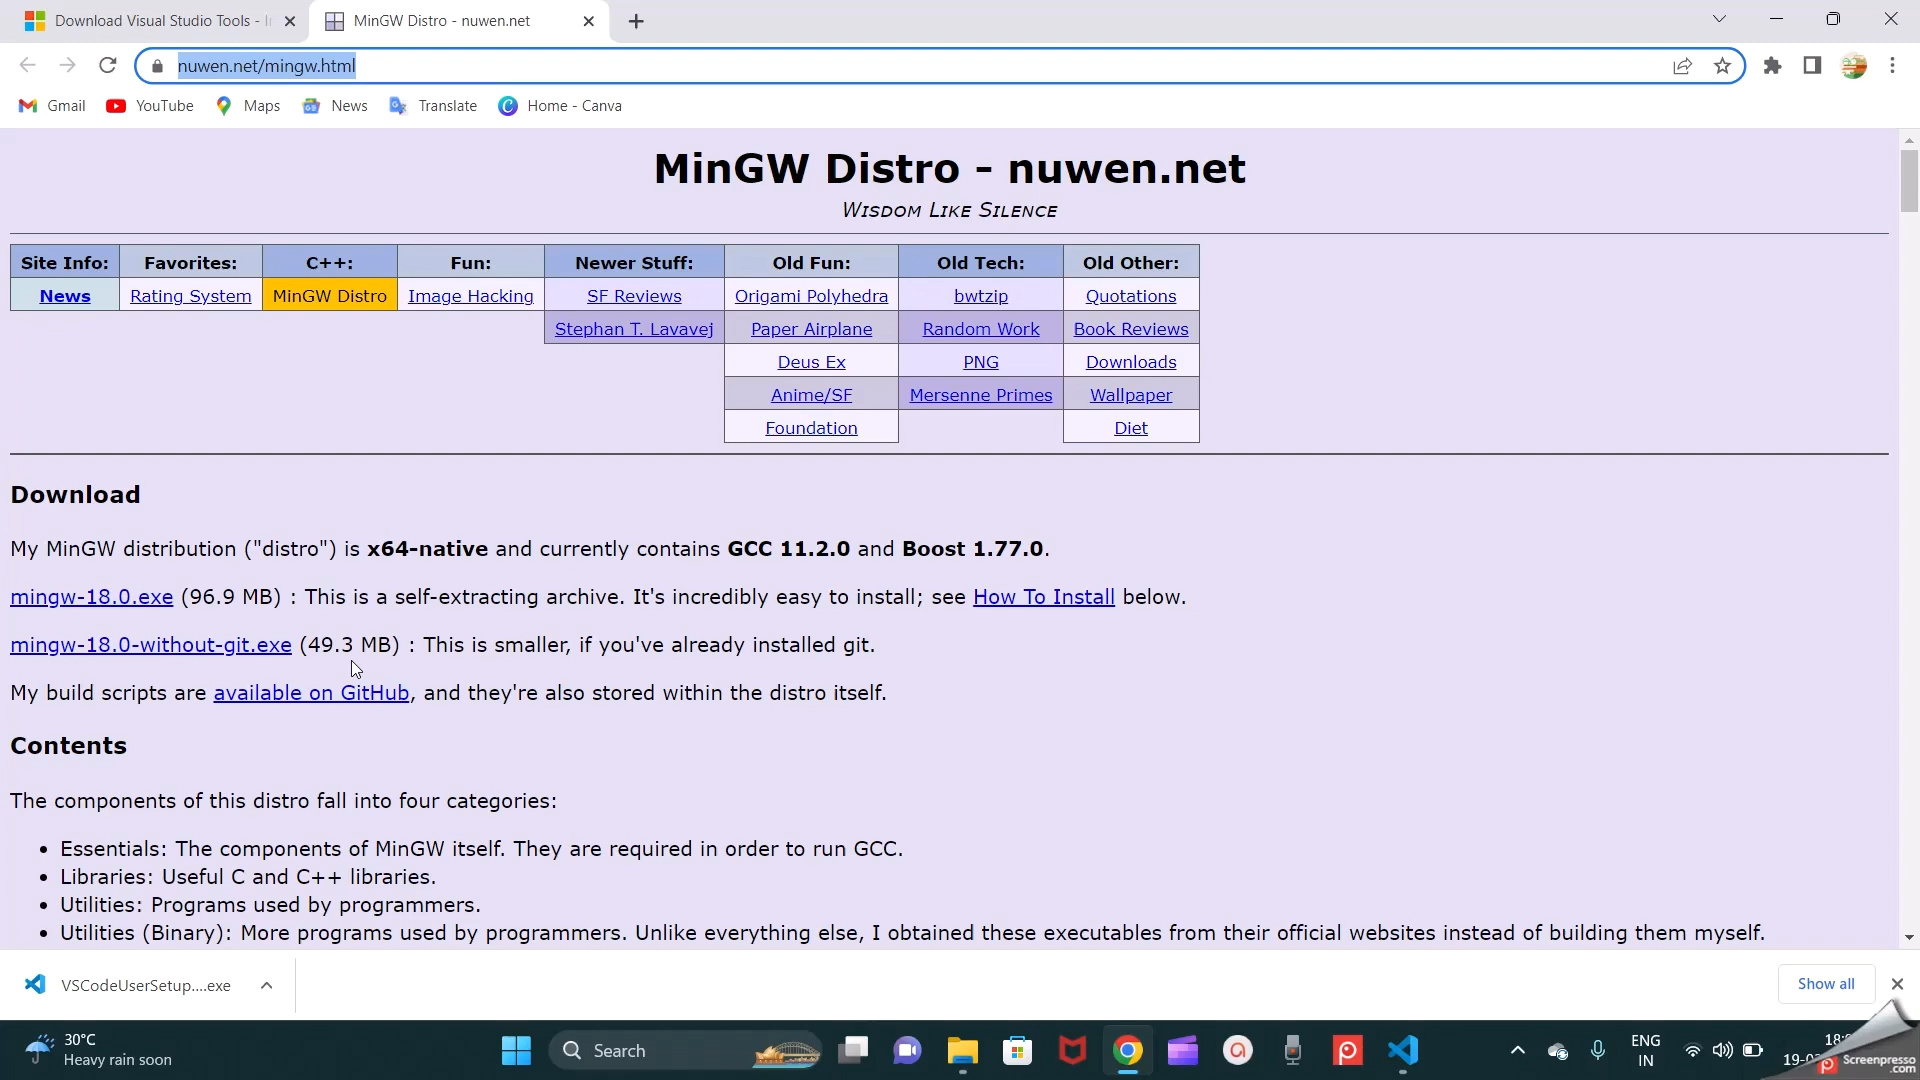 Download Visual Studio Tools - I
MinGW Distro - nuwen.net
nuwen.net/mingw.html
Gmail YouTube Maps News Translate Home - Canva
MinGW Distro - nuwen.net
Wisdom Like Silence
Site Info: Favorites: C++: Fun: Newer Stuff: Old Fun: Old Tech: Old Other:
News Rating System MinGW Distro Image Hacking SF Reviews Origami Polyhedra bwtzip Quotations
Stephan T. Lavavej Paper Airplane Random Work Book Reviews
Deus Ex PNG Downloads
Anime/SF Mersenne Primes Wallpaper
Foundation Diet
Download
My MinGW distribution ("distro") is x64-native and currently contains GCC 11.2.0 and Boost 1.77.0.
mingw-18.0.exe (96.9 MB) : This is a self-extracting archive. It's incredibly easy to install; see How To Install below.
mingw-18.0-without-git.exe (49.3 MB) : This is smaller, if you've already installed git.
My build scripts are available on GitHub, and they're also stored within the distro itself.
Contents
The components of this distro fall into four categories:
• Essentials: The components of MinGW itself. They are required in order to run GCC.
• Libraries: Useful C and C++ libraries.
• Utilities: Programs used by programmers.
• Utilities (Binary): More programs used by programmers. Unlike everything else, I obtained these executables from their official websites instead of building them myself.
VSCodeUserSetup....exe
Show all
30°C
Heavy rain soon
Search
ENG
IN
18:
19-0
Screenpresso
.com